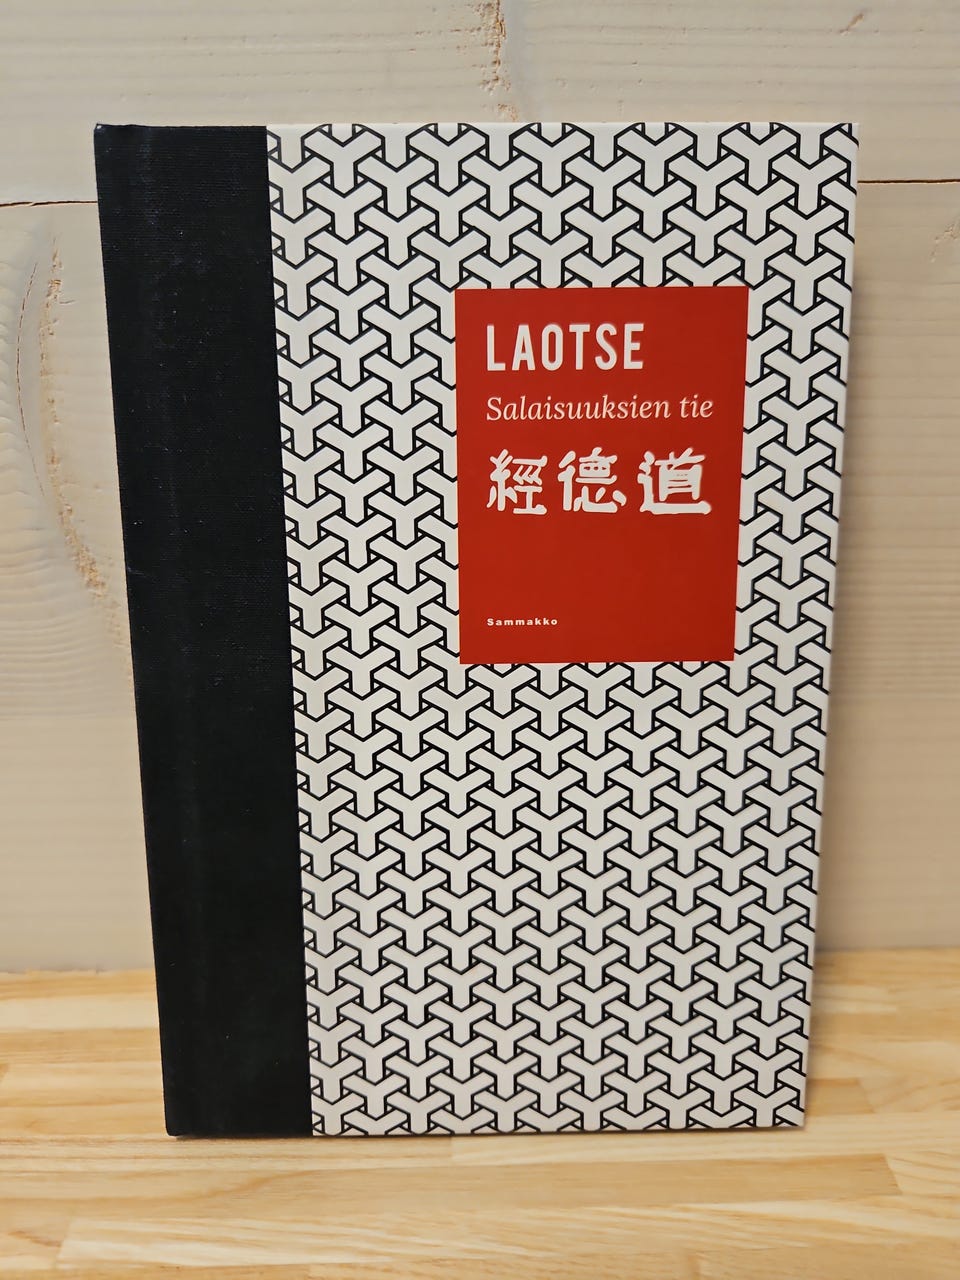 LAOTSE
Salaisuuksien tie
經德道
Sammakko